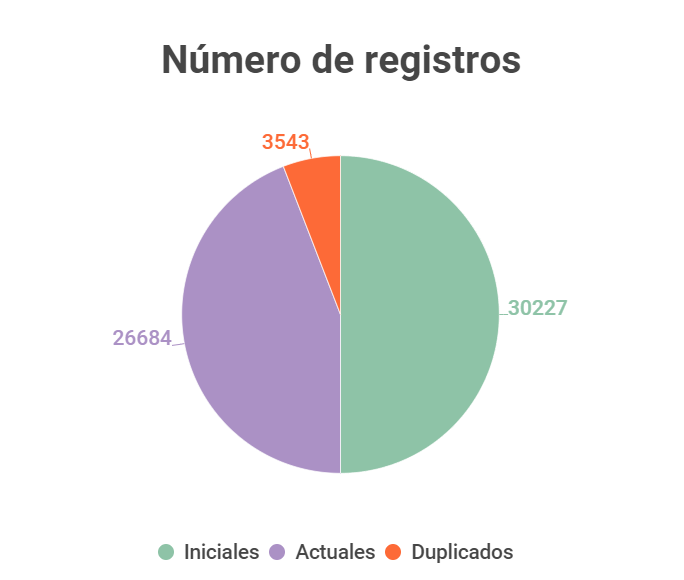 Número de registros
3543
30227
26684
Iniciales Actuales Duplicados